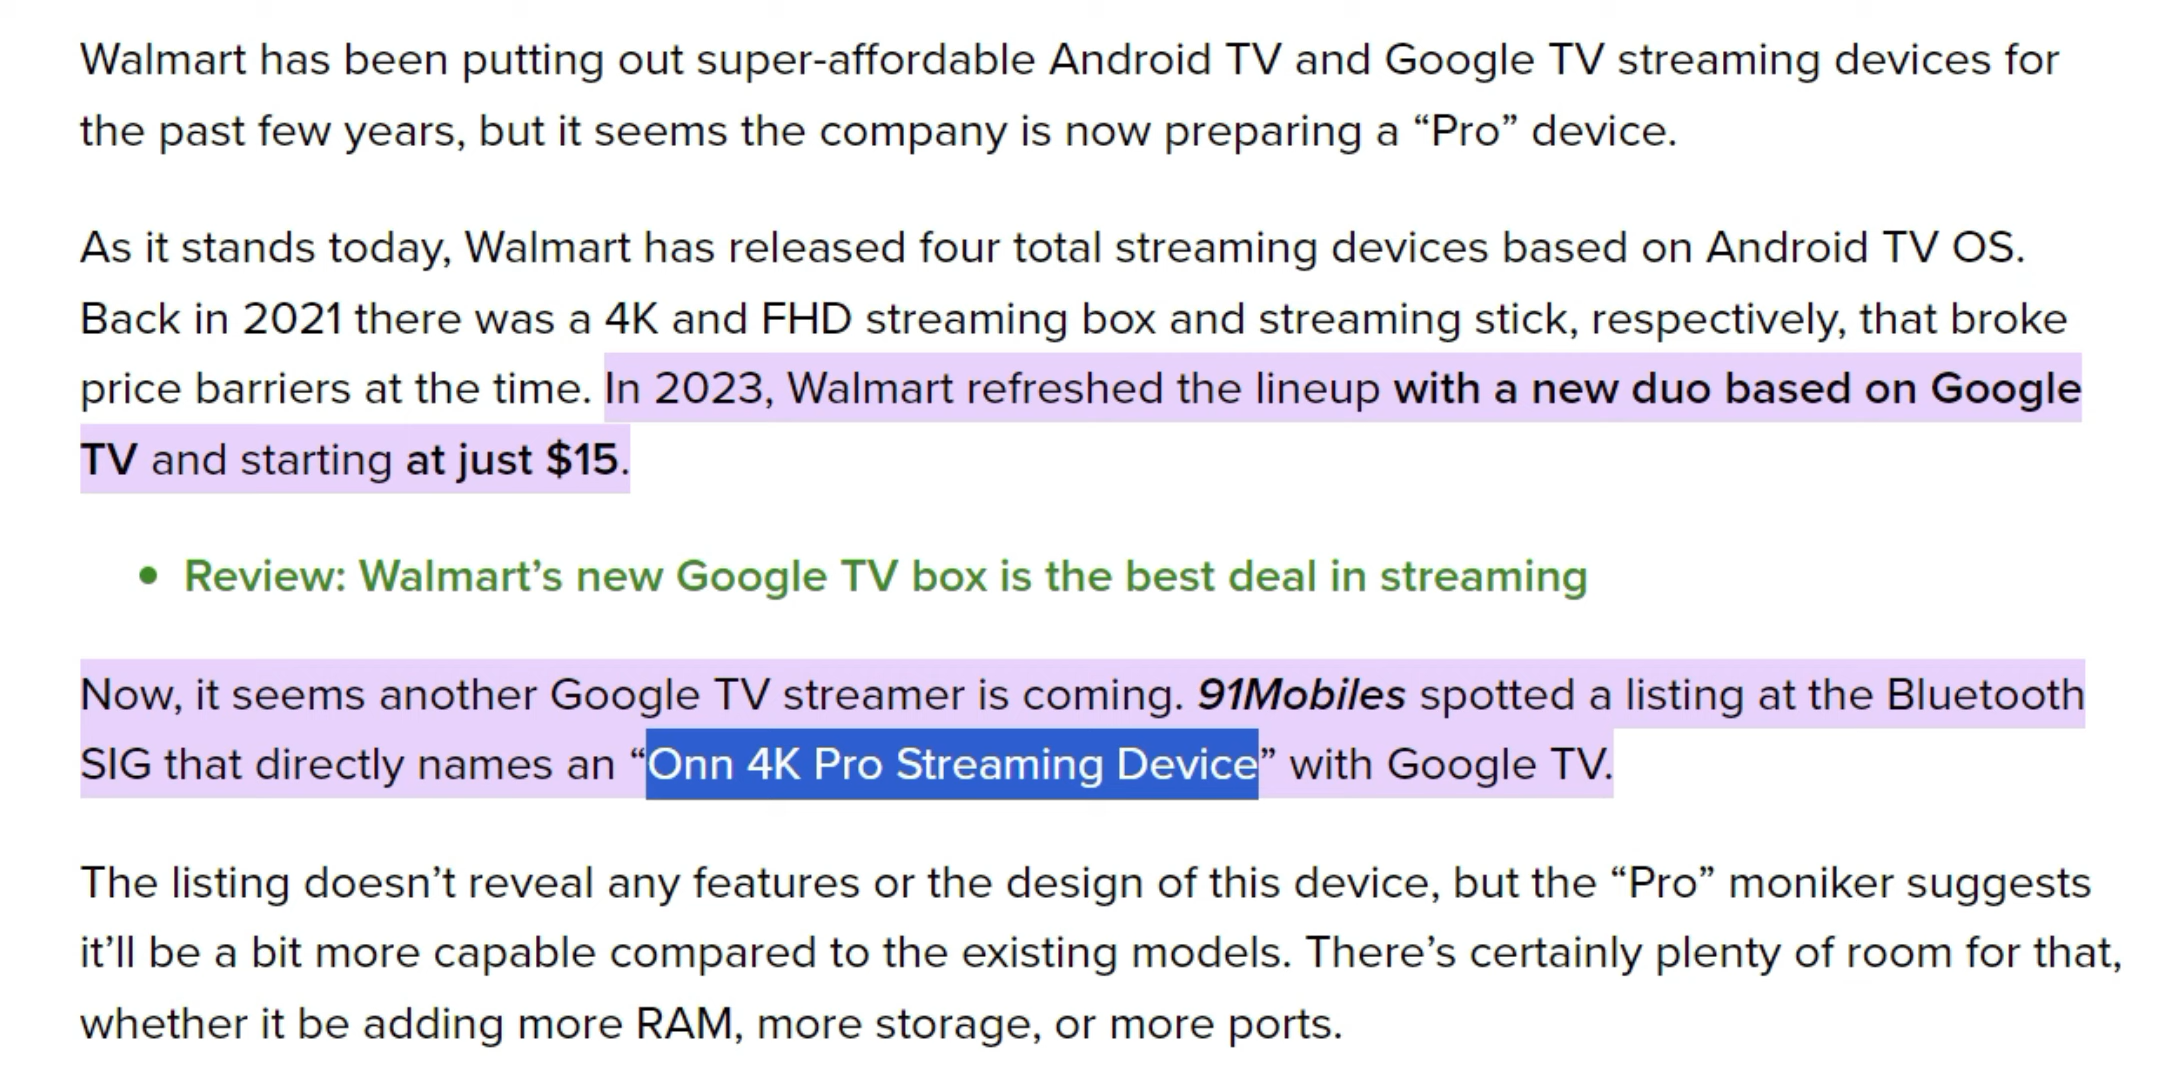 Walmart has been putting out super-affordable Android TV and Google TV streaming devices for
the past few years, but it seems the company is now preparing a “Pro” device.
As it stands today, Walmart has released four total streaming devices based on Android TV OS.
Back in 2021 there was a 4K and FHD streaming box and streaming stick, respectively, that broke
price barriers at the time. In 2023, Walmart refreshed the lineup with a new duo based on Google
TV and starting at just $15.
• Review: Walmart’s new Google TV box is the best deal in streaming
Now, it seems another Google TV streamer is coming. 91Mobiles spotted a listing at the Bluetooth
SIG that directly names an “Onn 4K Pro Streaming Device” with Google TV.
The listing doesn’t reveal any features or the design of this device, but the “Pro” moniker suggests
it’ll be a bit more capable compared to the existing models. There’s certainly plenty of room for that,
whether it be adding more RAM, more storage, or more ports.